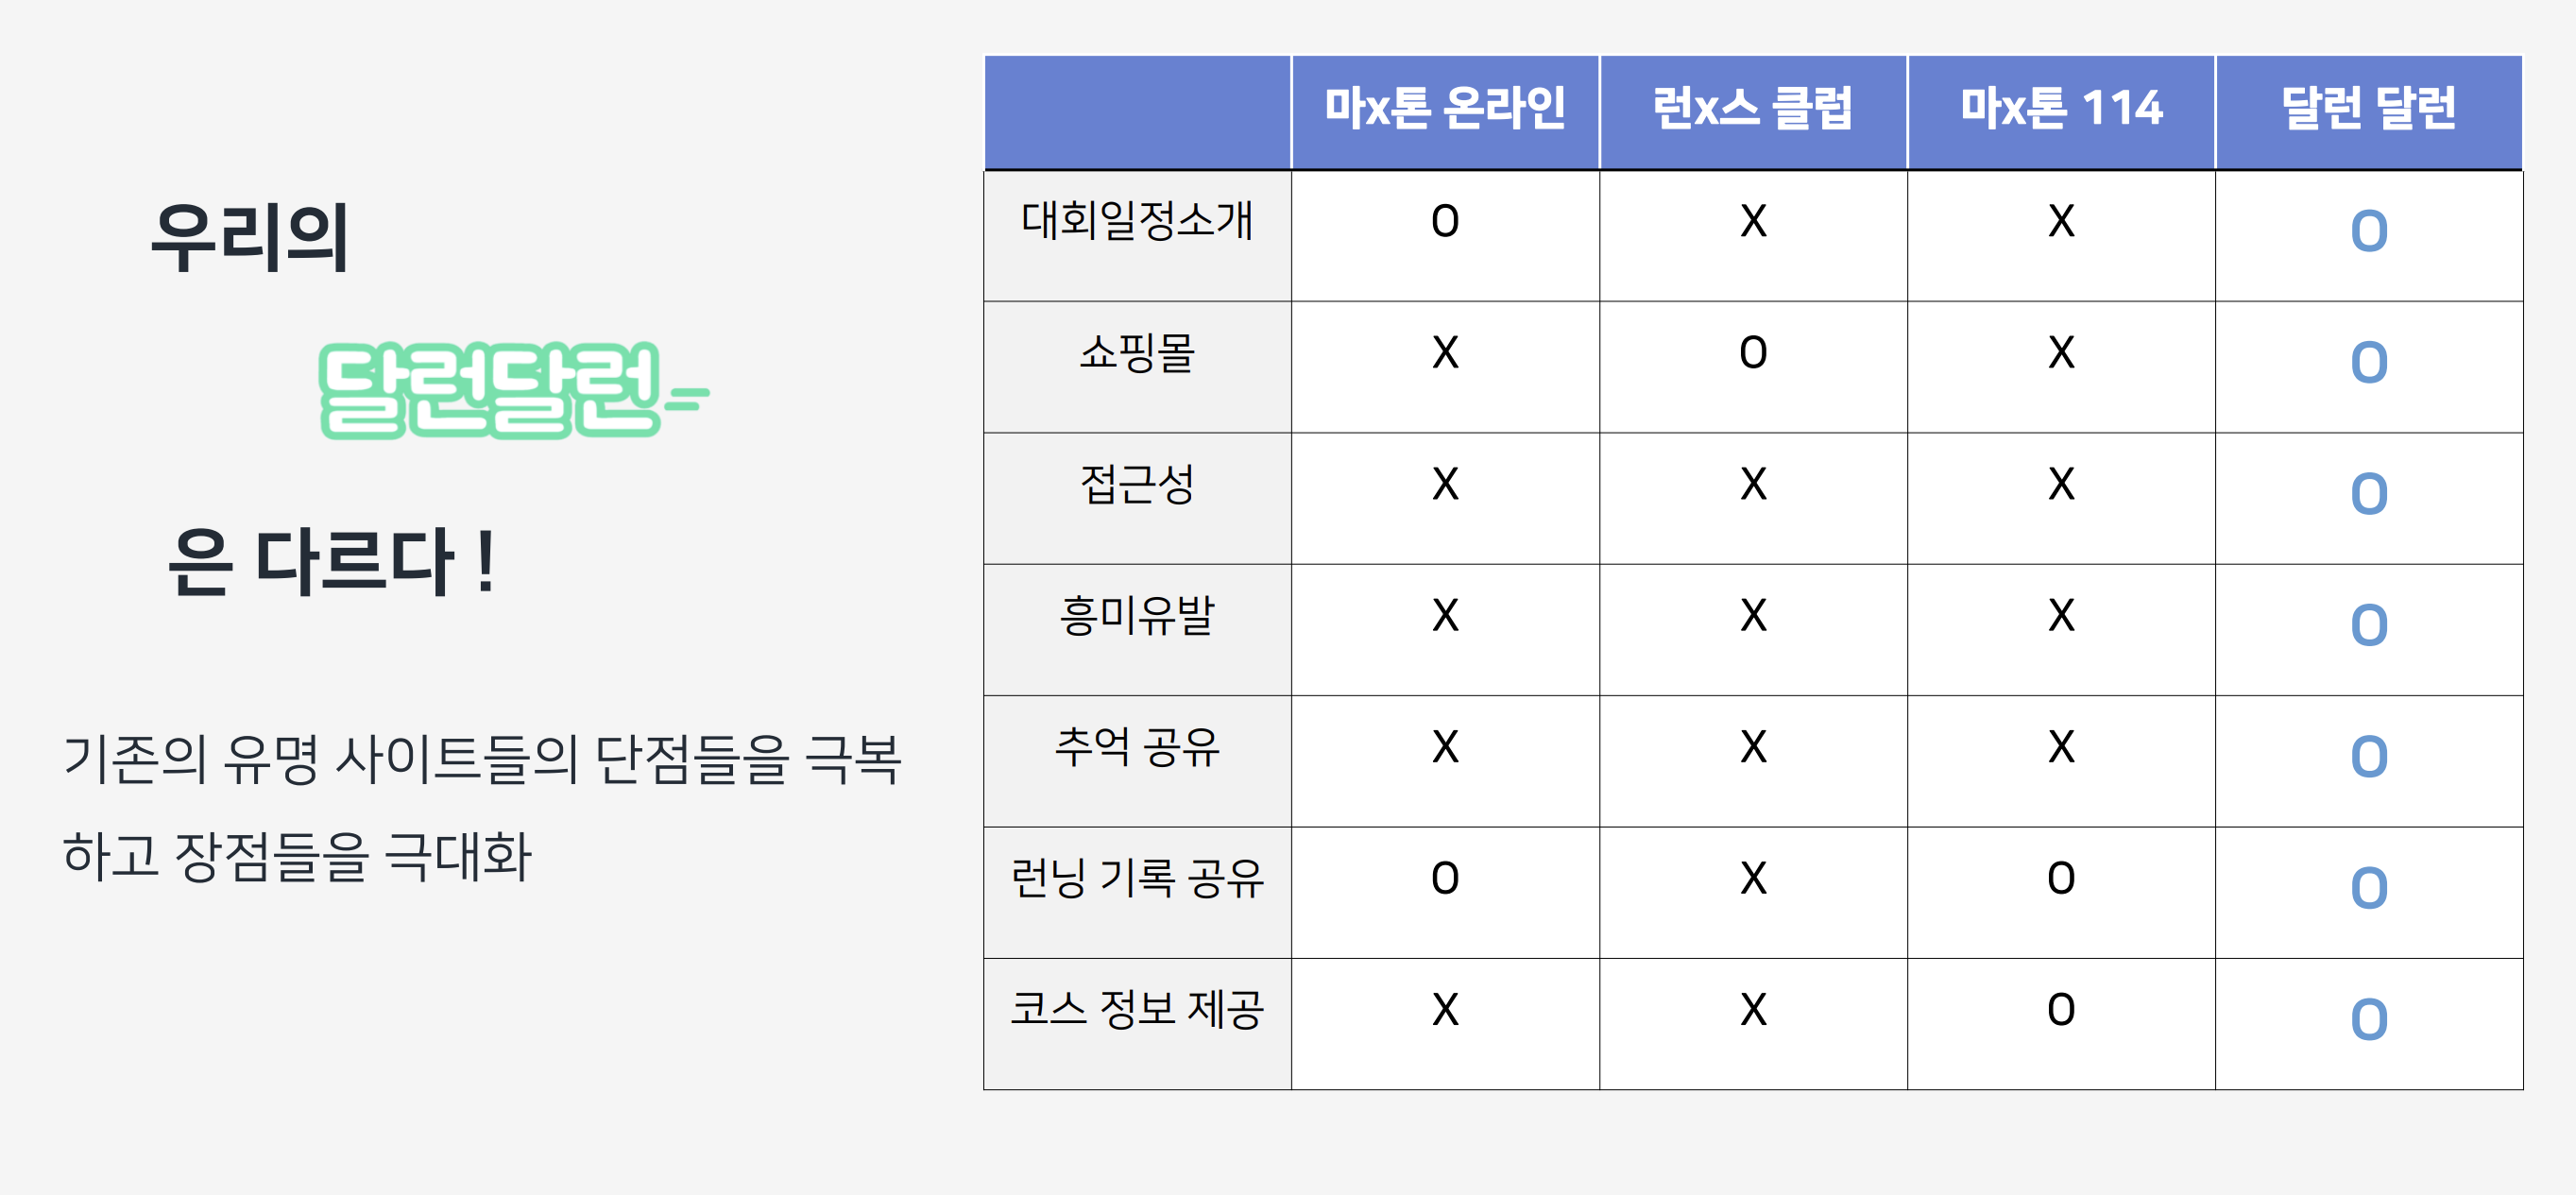 우리의
달런달런
은 다르다 !
기존의 유명 사이트들의 단점들을 극복
하고 장점들을 극대화
마x톤 온라인 런x스 클럽 마x톤 114 달런 달런
대회일정소개 O X X O
쇼핑몰 X O X O
접근성 X X X O
흥미유발 X X X O
추억 공유 X X X O
런닝 기록 공유 O X O O
코스 정보 제공 X X O O